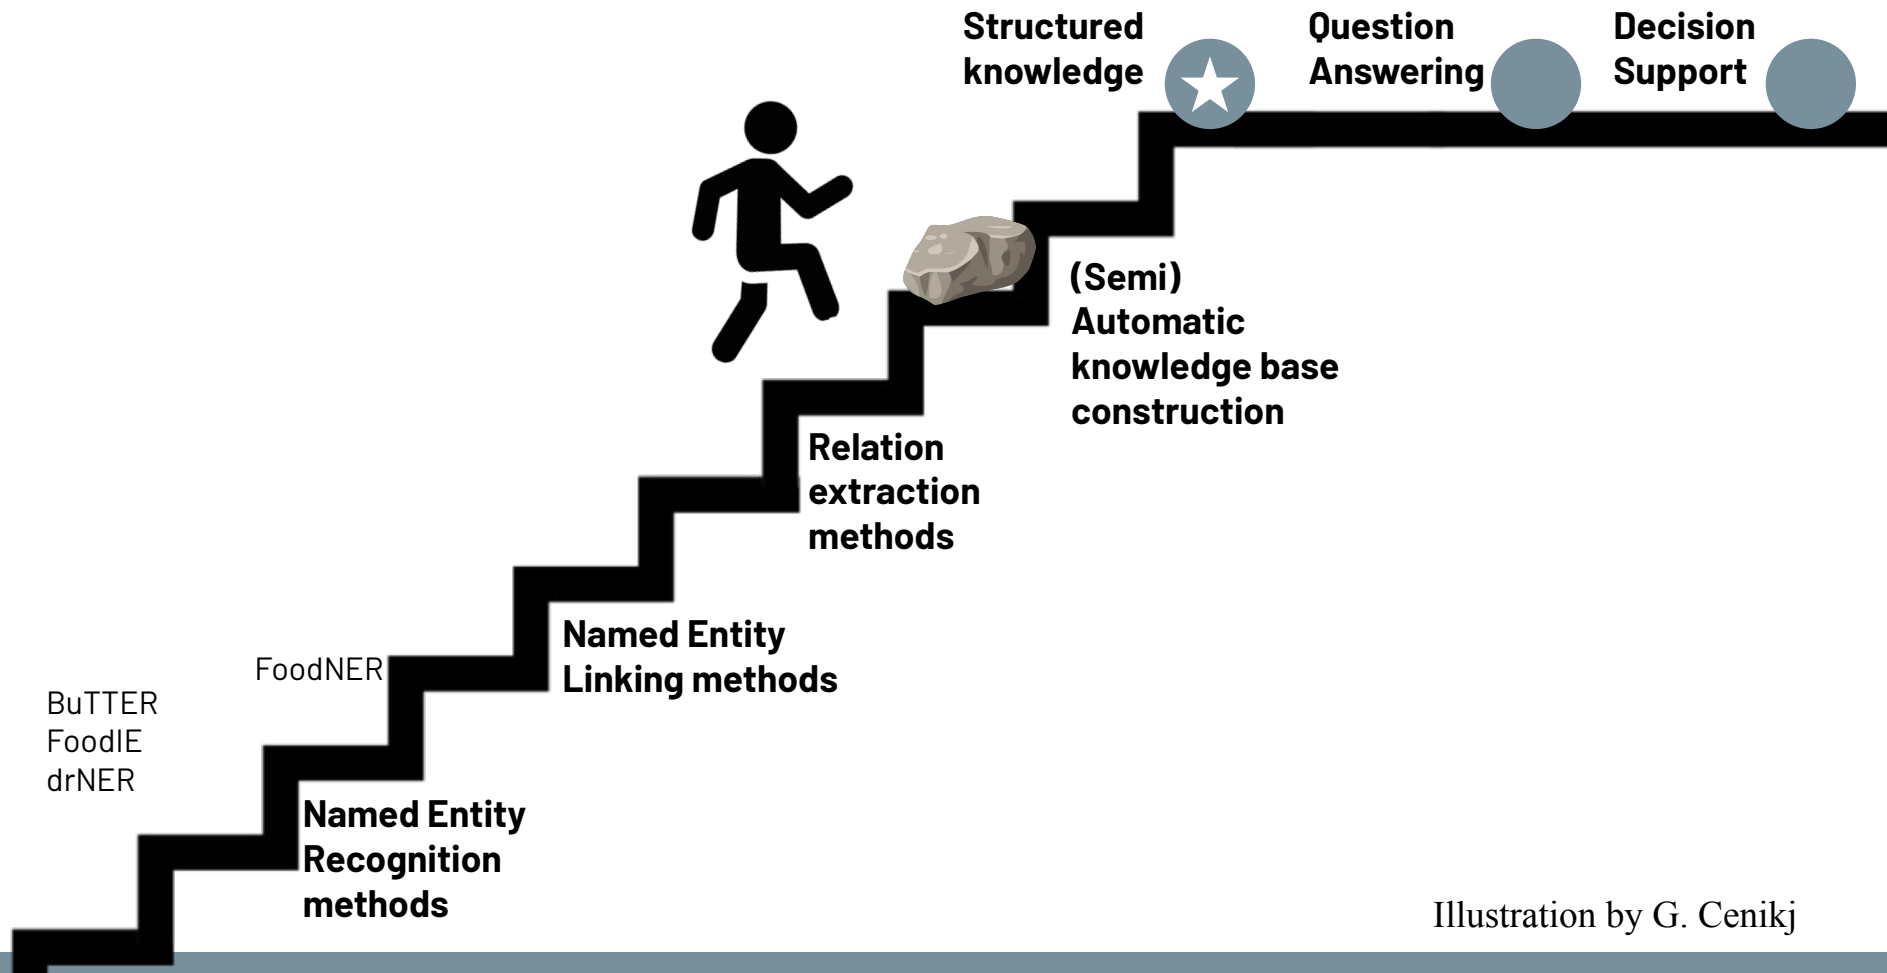 Structured
knowledge
Question
Answering
Decision
Support
(Semi)
Automatic
knowledge base
construction
Relation
extraction
methods
Named Entity
Linking methods
FoodNER
BuTTER
FoodIE
drNER
Named Entity
Recognition
methods
Illustration by G. Cenikj